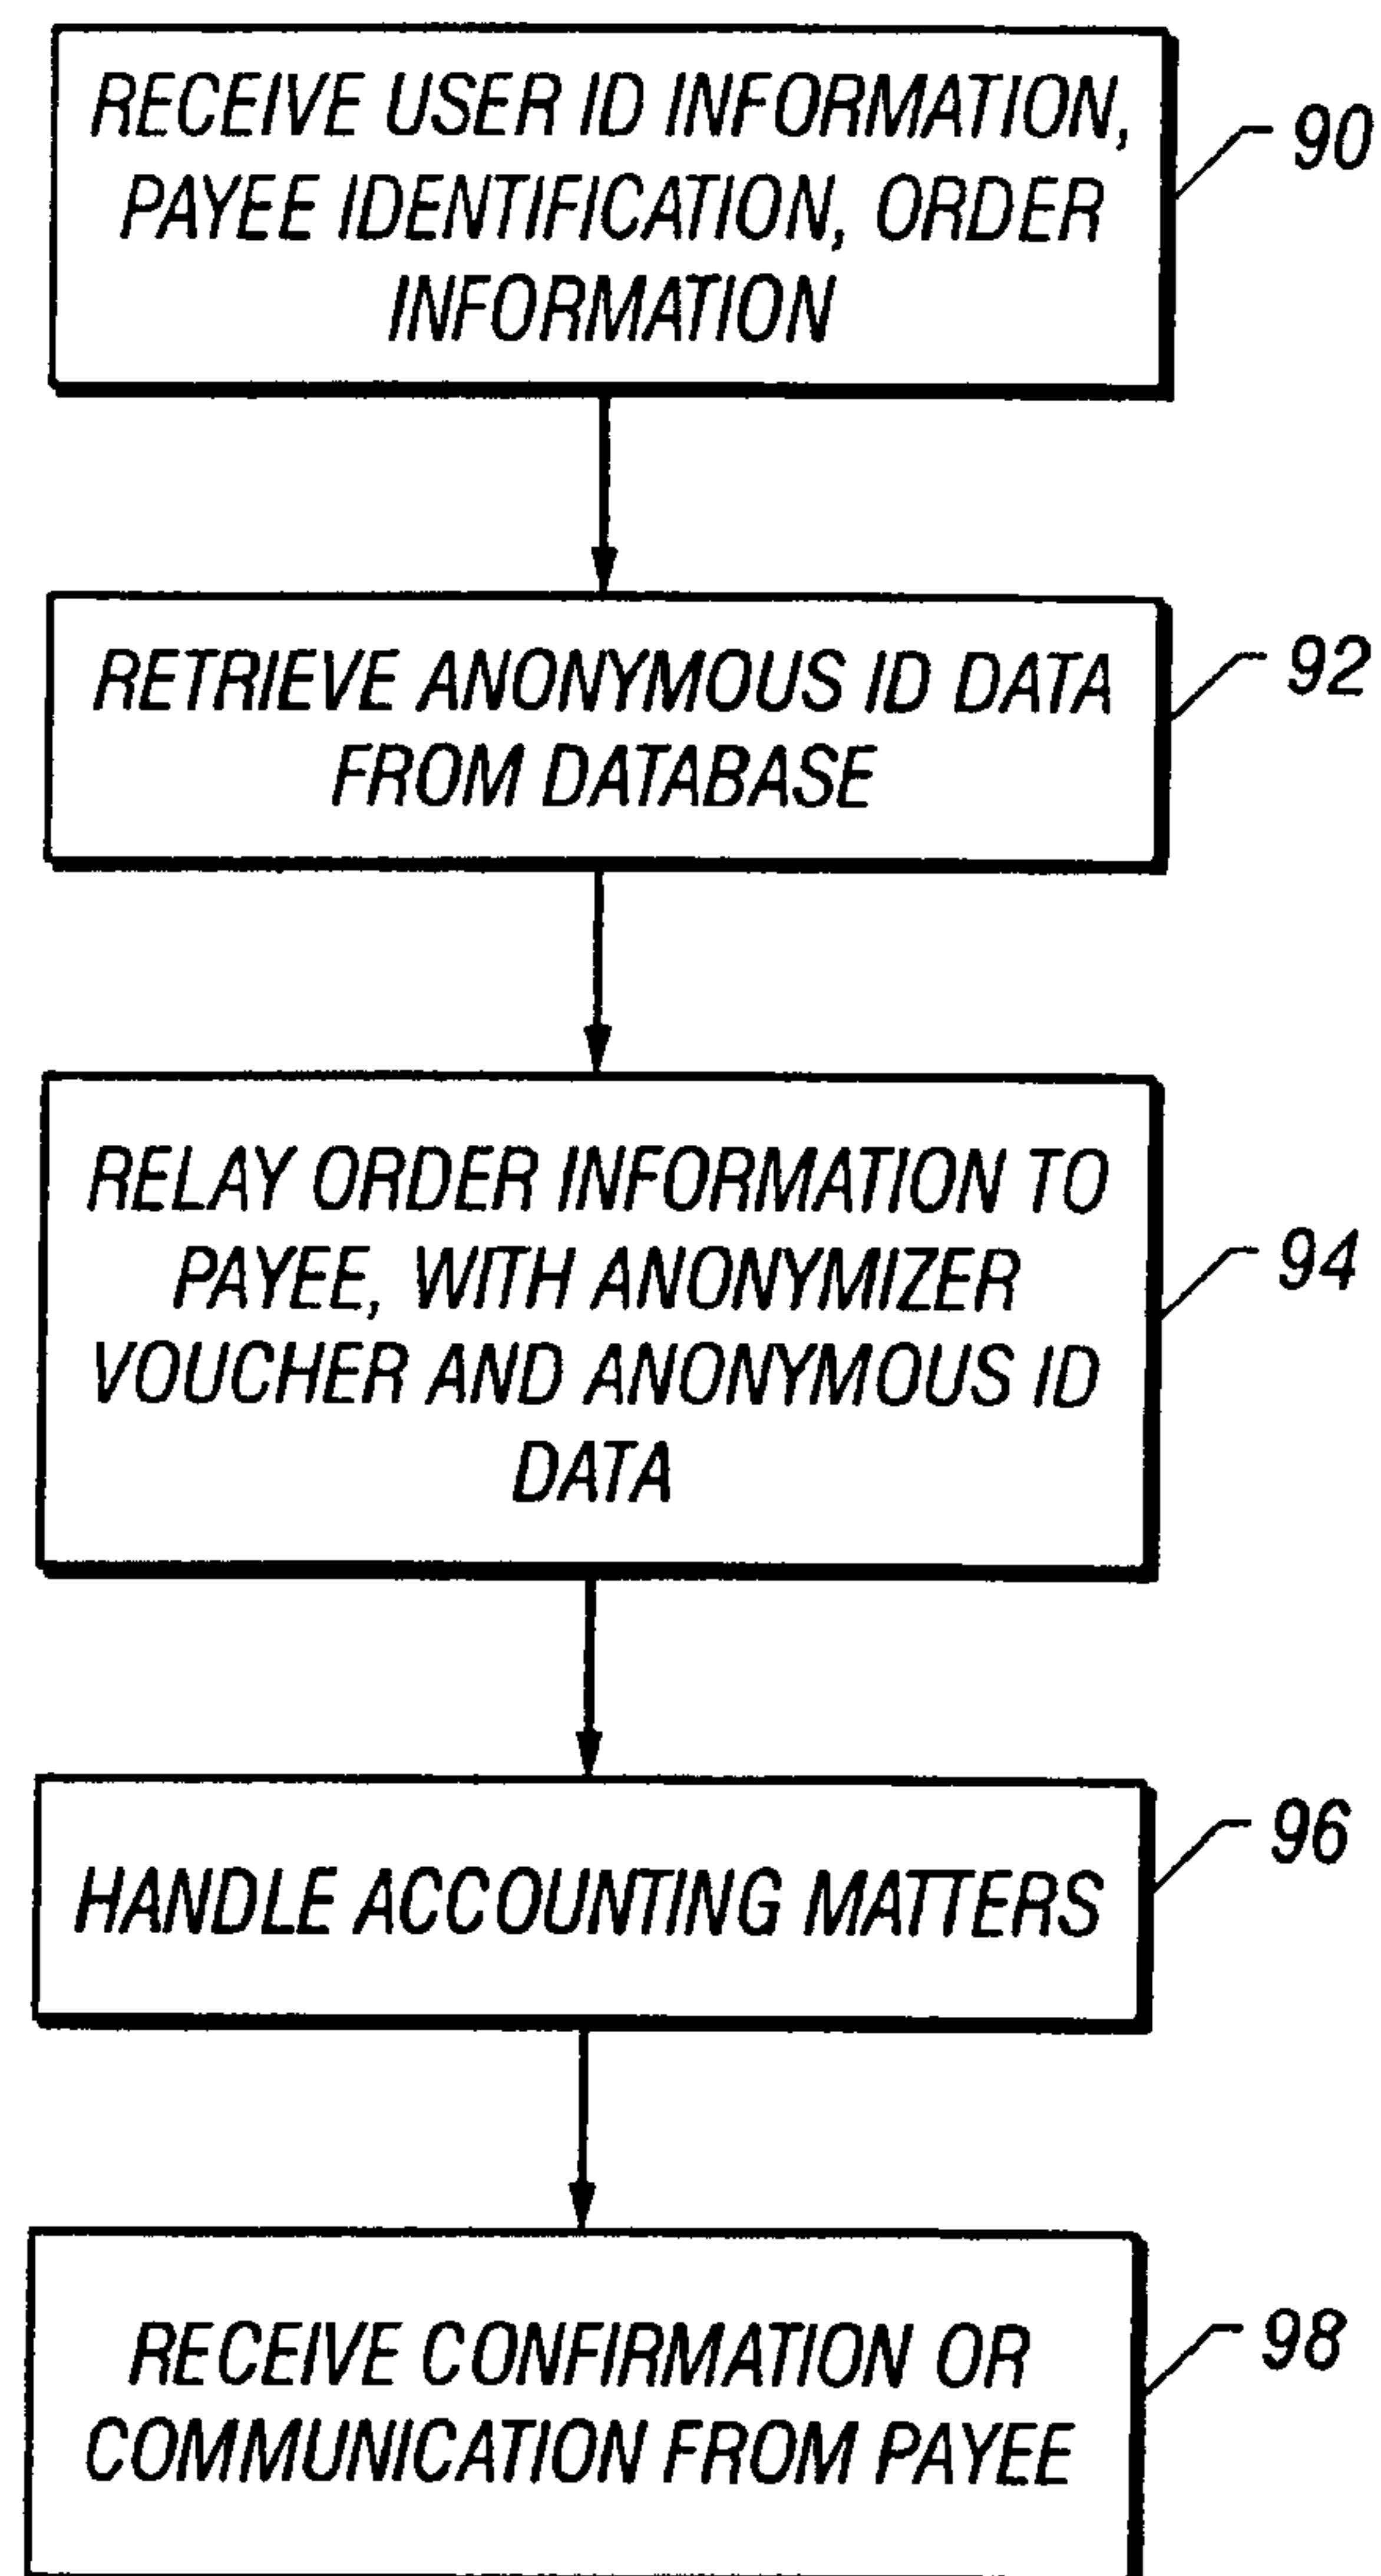 RECEIVE USER ID INFORMATION,
PAYEE IDENTIFICATION, ORDER
INFORMATION
90
RETRIEVE ANONYMOUS ID DATA
FROM DATABASE
92
RELAY ORDER INFORMATION TO
PAYEE, WITH ANONYMIZER
VOUCHER AND ANONYMOUS ID
DATA
94
HANDLE ACCOUNTING MATTERS
96
RECEIVE CONFIRMATION OR
COMMUNICATION FROM PAYEE
98